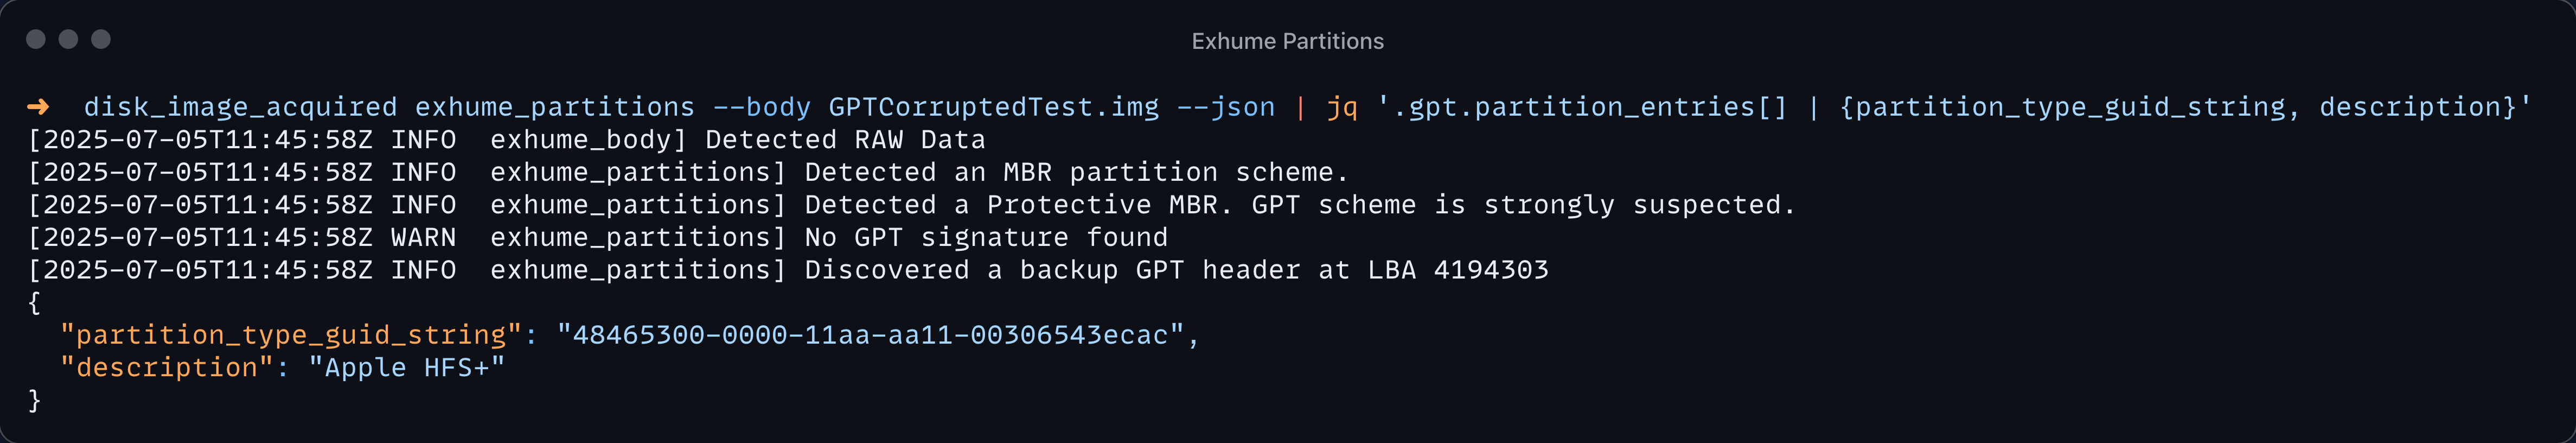 Exhume Partitions
➜  disk_image_acquired exhume_partitions --body GPTCorruptedTest.img --json | jq '.gpt.partition_entries[] | {partition_type_guid_string, description}'
[2025-07-05T11:45:58Z INFO  exhume_body] Detected RAW Data
[2025-07-05T11:45:58Z INFO  exhume_partitions] Detected an MBR partition scheme.
[2025-07-05T11:45:58Z INFO  exhume_partitions] Detected a Protective MBR. GPT scheme is strongly suspected.
[2025-07-05T11:45:58Z WARN  exhume_partitions] No GPT signature found
[2025-07-05T11:45:58Z INFO  exhume_partitions] Discovered a backup GPT header at LBA 4194303
{
  "partition_type_guid_string": "48465300-0000-11aa-aa11-00306543ecac",
  "description": "Apple HFS+"
}